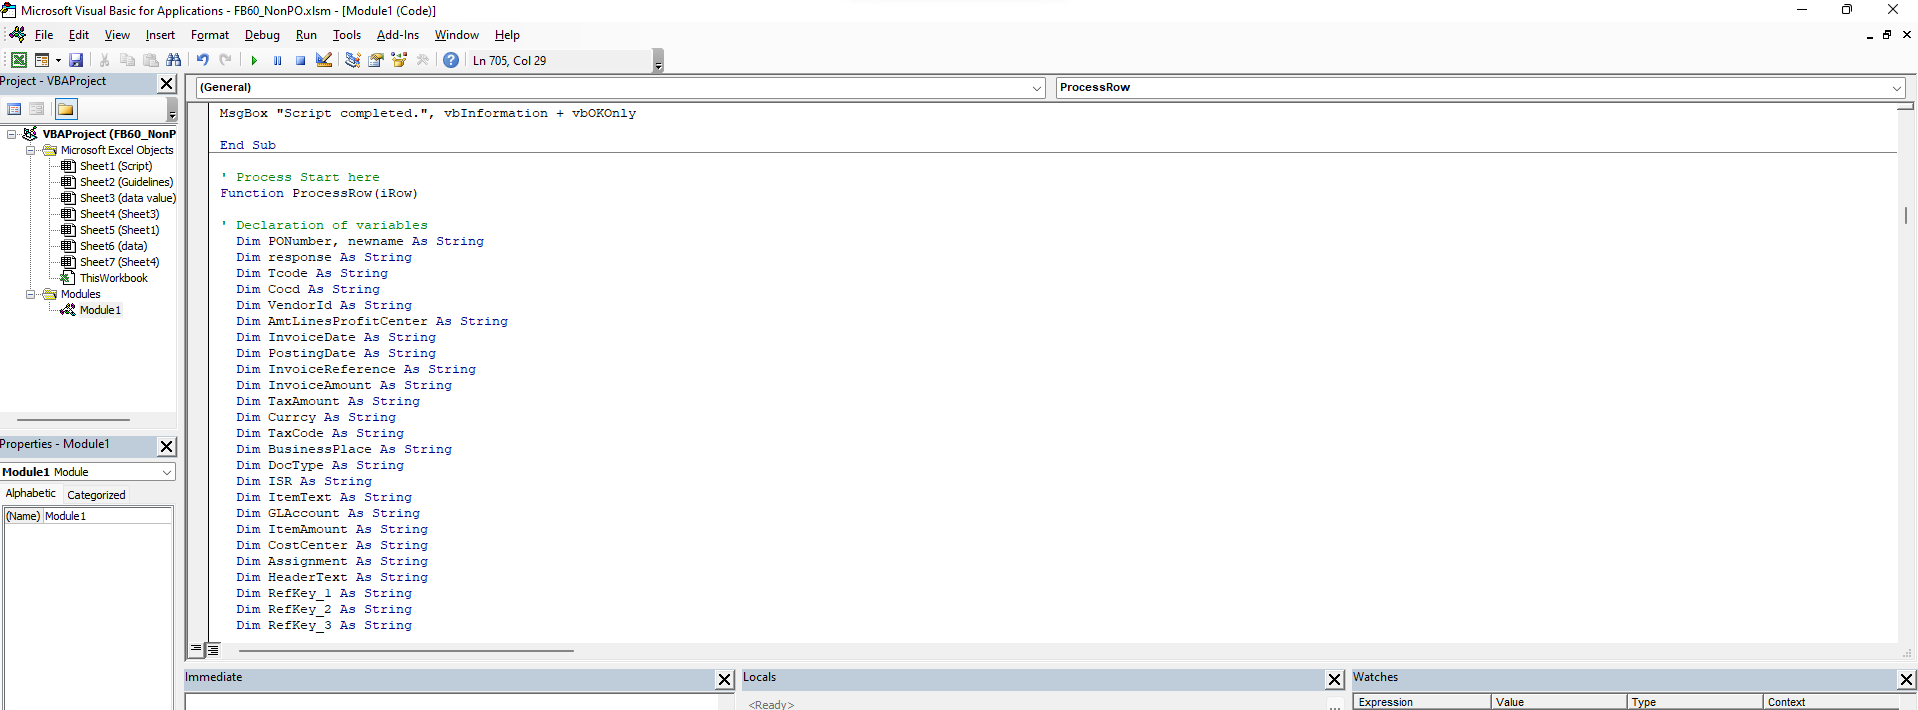 Microsoft Visual Basic for Applications - FB60_NonPO.xlsm - [Module1 (Code)]
File Edit View Insert Format Debug Run Tools Add-Ins Window Help
Ln 705, Col 29
Project - VBAProject
(General)
ProcessRow
VBAProject (FB60_NonP
Microsoft Excel Objects
Sheet1 (Script)
Sheet2 (Guidelines)
Sheet3 (data value)
Sheet4 (Sheet3)
Sheet5 (Sheet1)
Sheet6 (data)
Sheet7 (Sheet4)
ThisWorkbook
Modules
Module1
Properties - Module1
Module1 Module
Alphabetic Categorized
(Name) Module1
MsgBox "Script completed.", vbInformation + vbOKOnly
End Sub
' Process Start here
Function ProcessRow(iRow)
' Declaration of variables
Dim PONumber, newname As String
Dim response As String
Dim Tcode As String
Dim Cocd As String
Dim VendorId As String
Dim AmtLinesProfitCenter As String
Dim InvoiceDate As String
Dim PostingDate As String
Dim InvoiceReference As String
Dim InvoiceAmount As String
Dim TaxAmount As String
Dim Currcy As String
Dim TaxCode As String
Dim BusinessPlace As String
Dim DocType As String
Dim ISR As String
Dim ItemText As String
Dim GLAccount As String
Dim ItemAmount As String
Dim CostCenter As String
Dim Assignment As String
Dim HeaderText As String
Dim RefKey_1 As String
Dim RefKey_2 As String
Dim RefKey_3 As String
Immediate
Locals
<Ready>
...
Watches
Expression Value Type Context